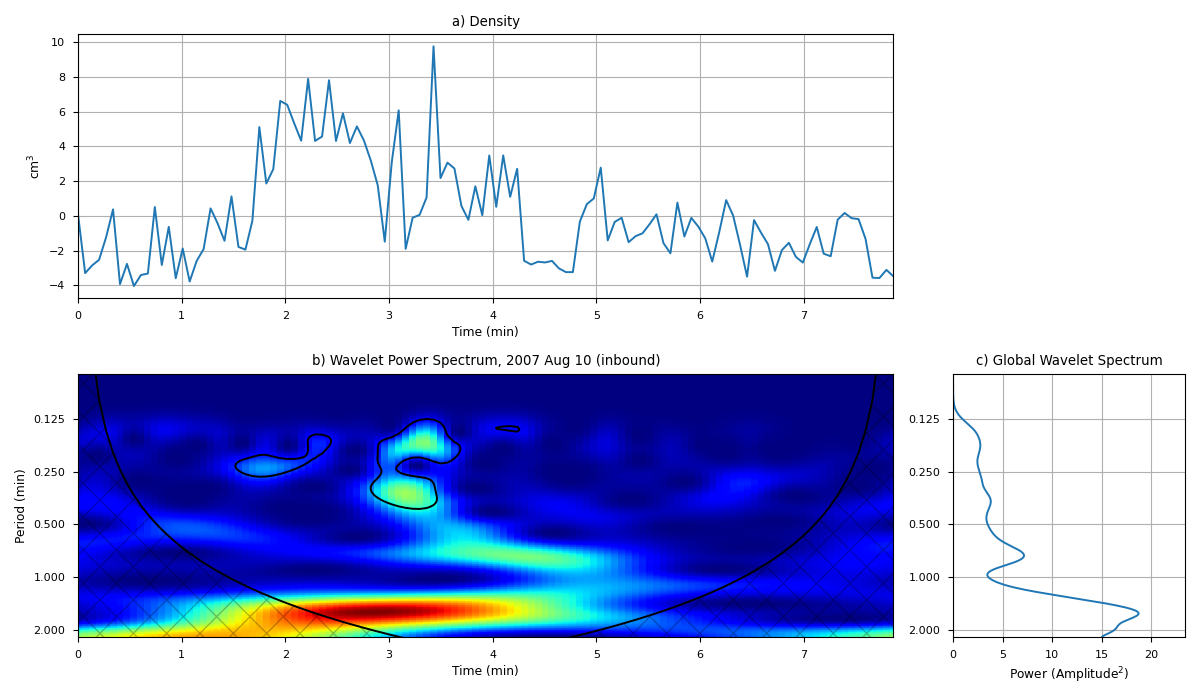 a) Density
10
8
6
4
2
0
−2
−4
cm³
0 1 2 3 4 5 6 7
Time (min)
b) Wavelet Power Spectrum, 2007 Aug 10 (inbound)
0.125
0.250
0.500
1.000
2.000
Period (min)
0 1 2 3 4 5 6 7
Time (min)
c) Global Wavelet Spectrum
0.125
0.250
0.500
1.000
2.000
0 5 10 15 20
Power (Amplitude²)